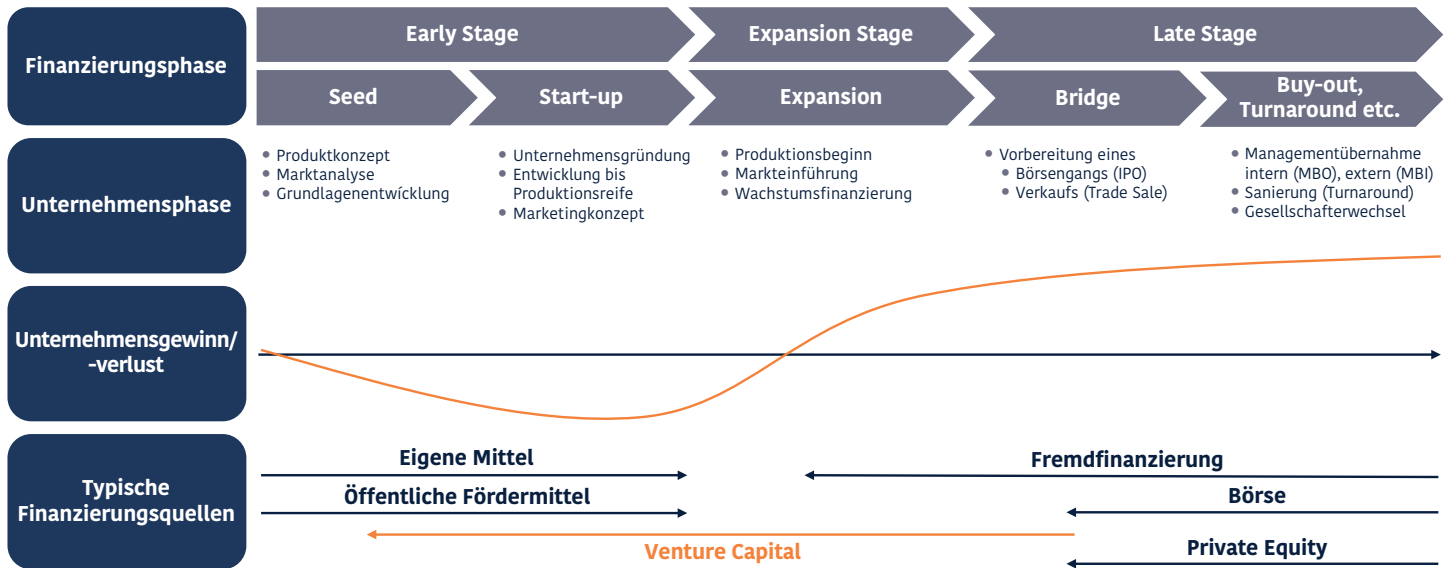 Finanzierungsphase
Early Stage
Expansion Stage
Late Stage
Seed
Start-up
Expansion
Bridge
Buy-out,
Turnaround etc.
Unternehmensphase
• Produktkonzept
• Marktanalyse
• Grundlagenentwícklung
• Unternehmensgründung
• Entwicklung bis
Produktionsreife
• Marketingkonzept
• Produktionsbeginn
• Markteinführung
• Wachstumsfinanzierung
• Vorbereitung eines
• Börsengangs (IPO)
• Verkaufs (Trade Sale)
• Managementübernahme
intern (MBO), extern (MBI)
• Sanierung (Turnaround)
• Gesellschafterwechsel
Unternehmensgewinn/
-verlust
Typische
Finanzierungsquellen
Eigene Mittel
Öffentliche Fördermittel
Venture Capital
Fremdfinanzierung
Börse
Private Equity